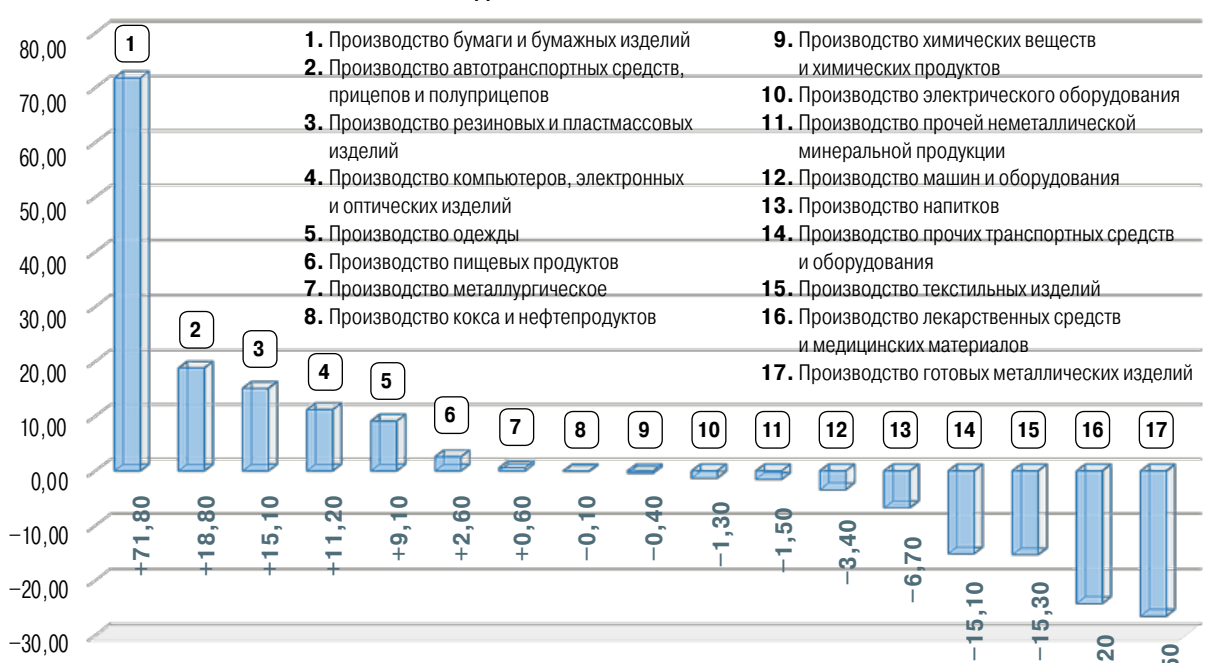 80,00
70,00
60,00
50,00
40,00
30,00
20,00
10,00
0,00
−10,00
−20,00
−30,00
1. Производство бумаги и бумажных изделий
2. Производство автотранспортных средств,
прицепов и полуприцепов
3. Производство резиновых и пластмассовых
изделий
4. Производство компьютеров, электронных
и оптических изделий
5. Производство одежды
6. Производство пищевых продуктов
7. Производство металлургическое
8. Производство кокса и нефтепродуктов
9. Производство химических веществ
и химических продуктов
10. Производство электрического оборудования
11. Производство прочей неметаллической
минеральной продукции
12. Производство машин и оборудования
13. Производство напитков
14. Производство прочих транспортных средств
и оборудования
15. Производство текстильных изделий
16. Производство лекарственных средств
и медицинских материалов
17. Производство готовых металлических изделий
1
2
3
4
5
6
7
8
9
10
11
12
13
14
15
16
17
+71,80
+18,80
+15,10
+11,20
+9,10
+2,60
+0,60
−0,10
−0,40
−1,30
−1,50
−3,40
−6,70
−15,10
−15,30